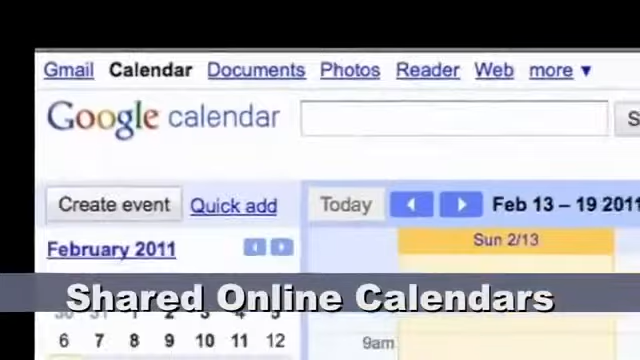 Gmail Calendar Documents Photos Reader Web more ▼
Google calendar
Create event Quick add Today Feb 13 – 19 2011
February 2011 Sun 2/13
Shared Online Calendars
6 7 8 9 10 11 12 9am